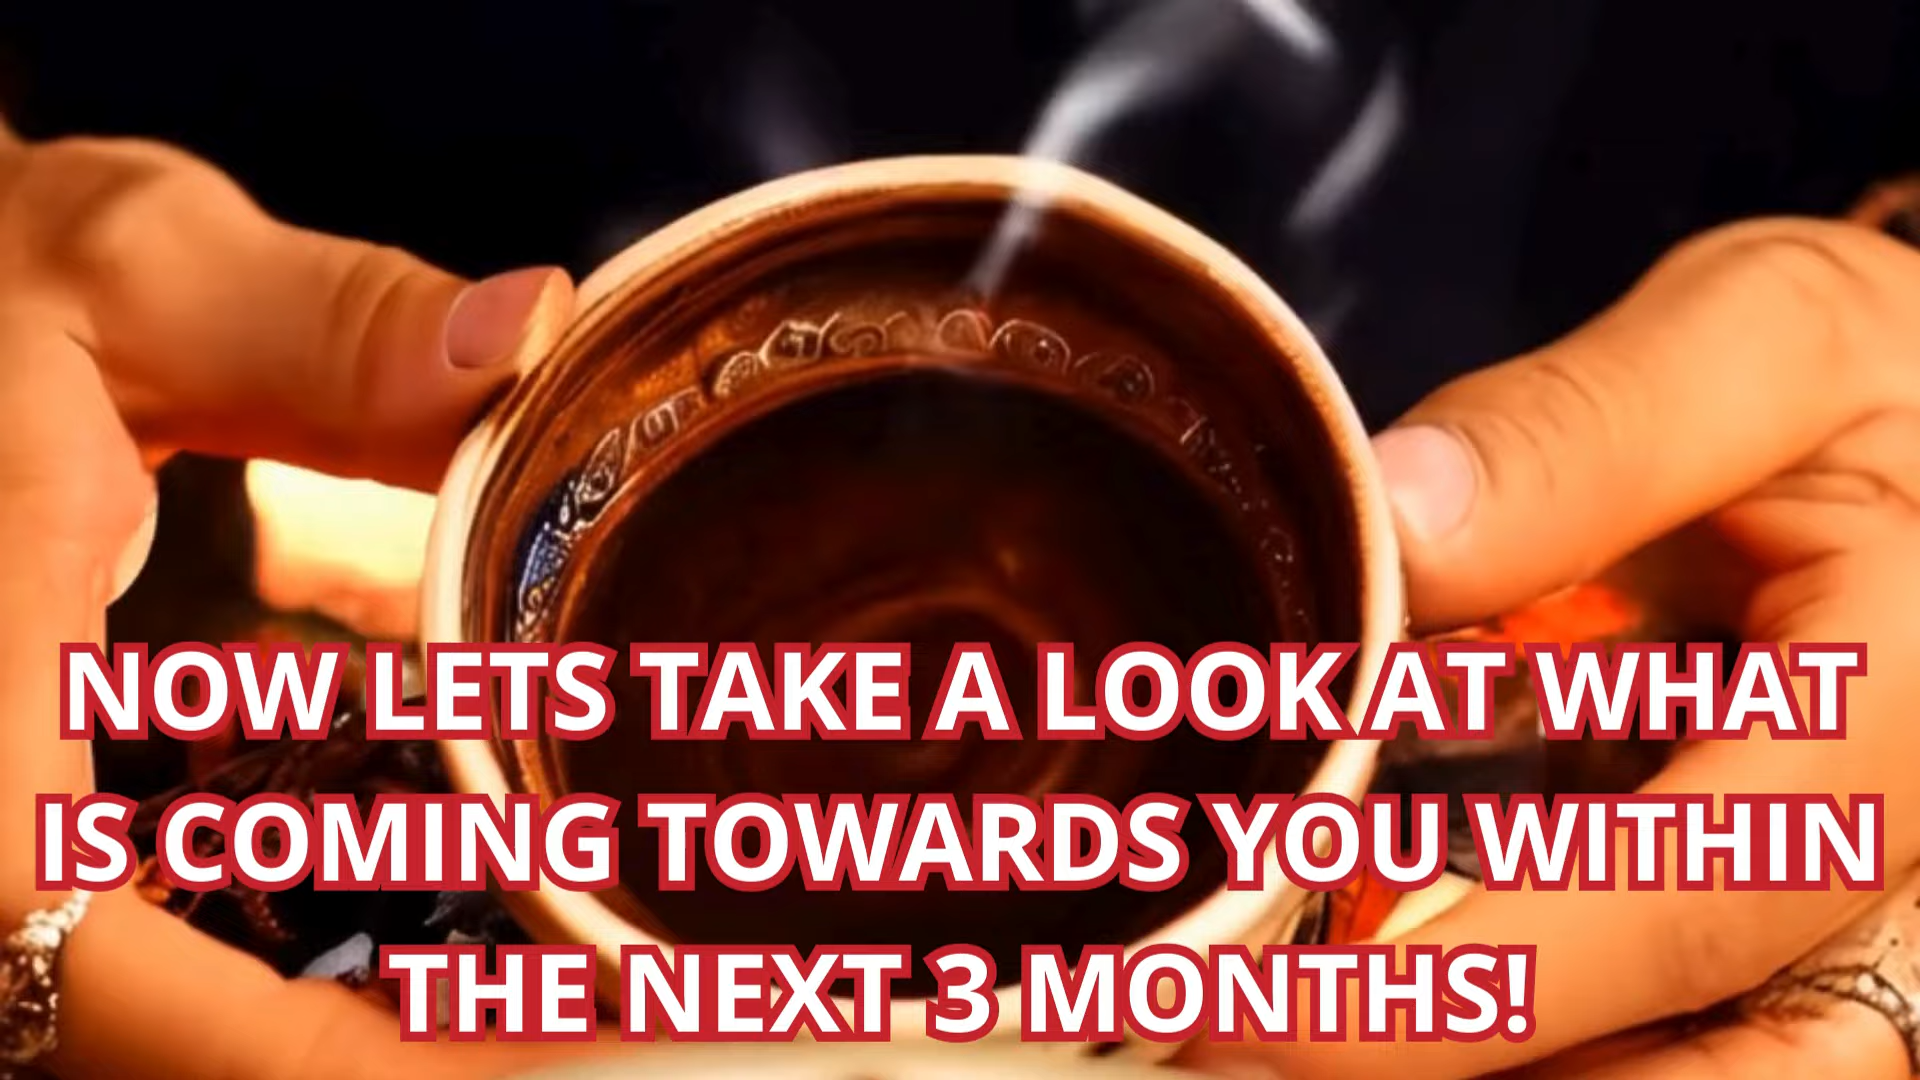 NOW LETS TAKE A LOOK AT WHAT
IS COMING TOWARDS YOU WITHIN
THE NEXT 3 MONTHS!